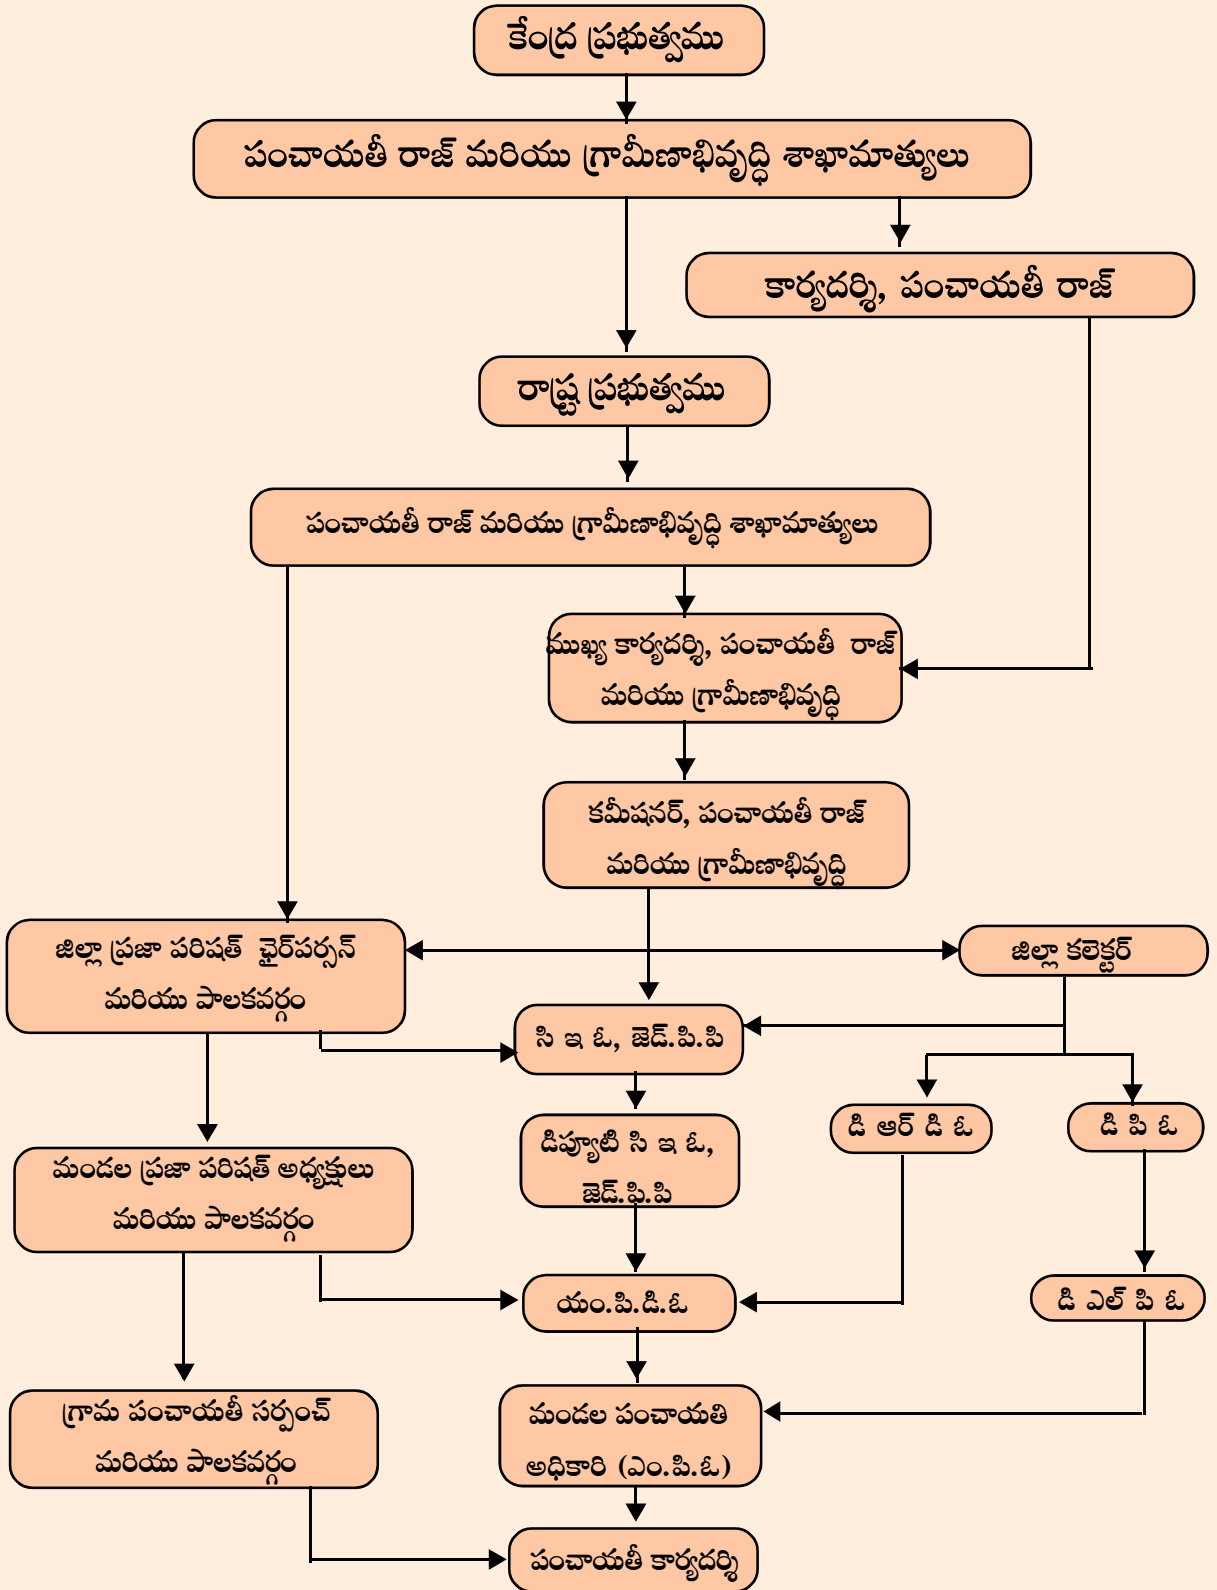 కేంద్ర ప్రభుత్వము
పంచాయతీ రాజ్ మరియు గ్రామీణాభివృద్ధి శాఖామాత్యులు
కార్యదర్శి, పంచాయతీ రాజ్
రాష్ట్ర ప్రభుత్వము
పంచాయతీ రాజ్ మరియు గ్రామీణాభివృద్ధి శాఖామాత్యులు
ముఖ్య కార్యదర్శి, పంచాయతీ రాజ్
మరియు గ్రామీణాభివృద్ధి
కమీషనర్, పంచాయతీ రాజ్
మరియు గ్రామీణాభివృద్ధి
జిల్లా ప్రజా పరిషత్ ఛైర్‌పర్సన్
మరియు పాలకవర్గం
జిల్లా కలెక్టర్
సి ఇ ఓ, జెడ్.పి.పి
డిప్యూటి సి ఇ ఓ,
జెడ్.పి.పి
డి ఆర్ డి ఓ
డి పి ఓ
మండల ప్రజా పరిషత్ అధ్యక్షులు
మరియు పాలకవర్గం
యం.పి.డి.ఓ
డి ఎల్ పి ఓ
గ్రామ పంచాయతీ సర్పంచ్
మరియు పాలకవర్గం
మండల పంచాయతి
అధికారి (ఎం.పి.ఓ)
పంచాయతీ కార్యదర్శి